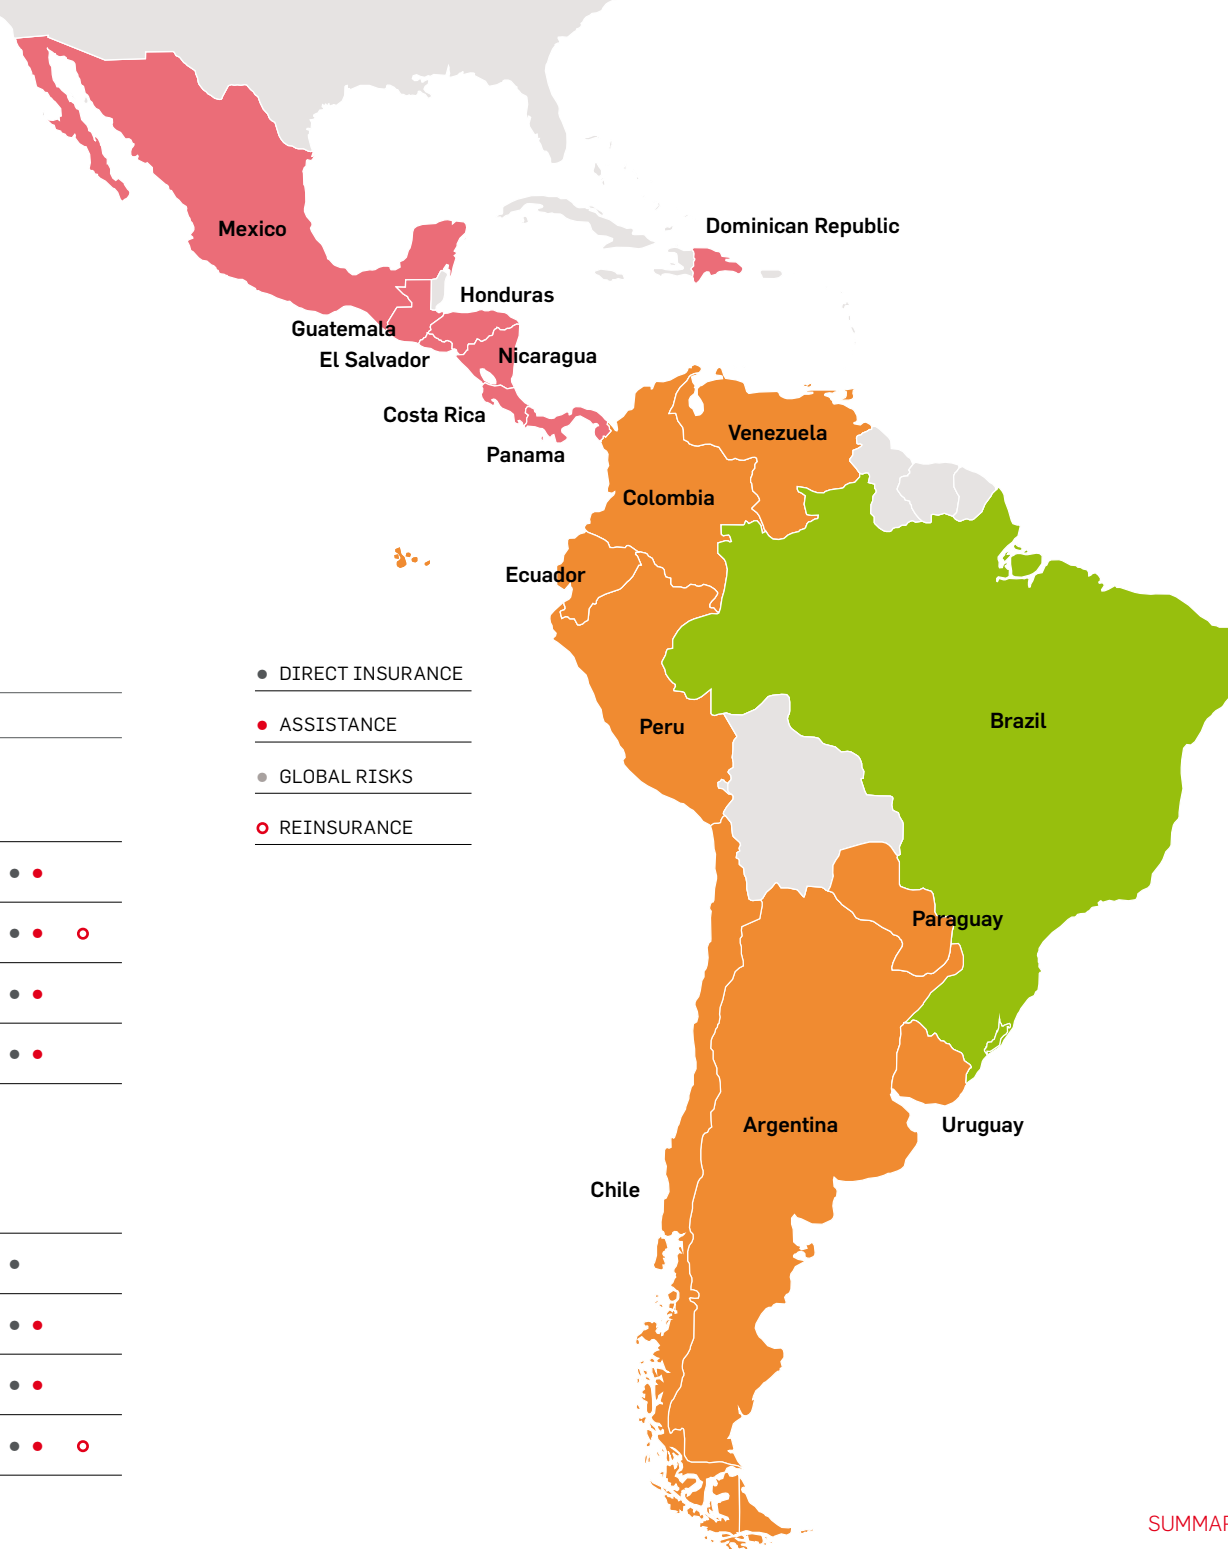 Dominican Republic
Mexico
Honduras
Guatemala
El Salvador
Nicaragua
Costa Rica
Panama
Venezuela
Colombia
Ecuador
DIRECT INSURANCE
ASSISTANCE
GLOBAL RISKS
REINSURANCE
Peru
Brazil
Paraguay
Argentina
Uruguay
Chile